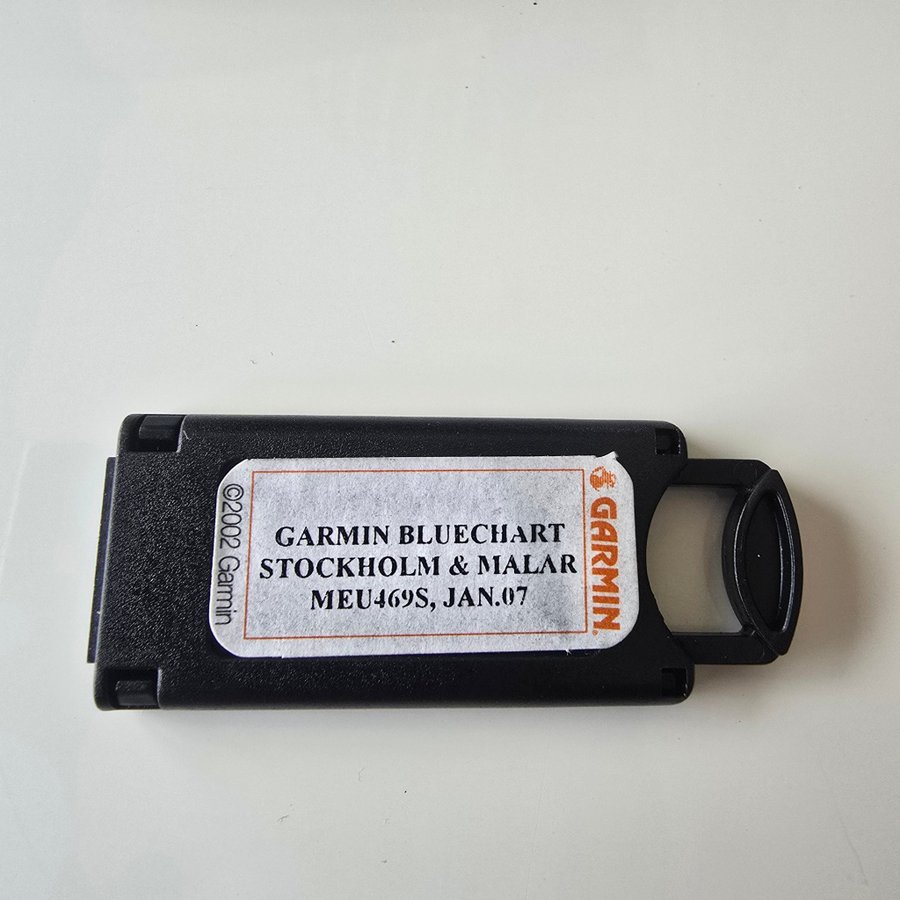 GARMIN BLUECHART
STOCKHOLM & MALAR
MEU469S, JAN.07
GARMIN®
©2002 Garmin